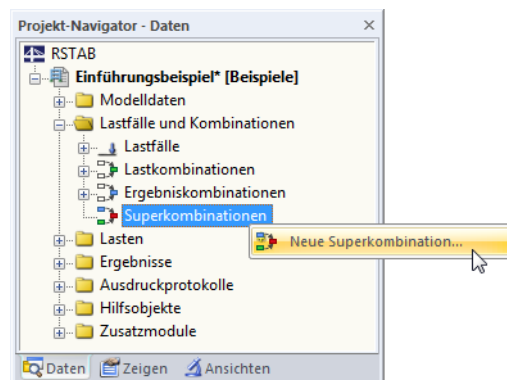 Projekt-Navigator - Daten
RSTAB
Einführungsbeispiel* [Beispiele]
Modelldaten
Lastfälle und Kombinationen
Lastfälle
Lastkombinationen
Ergebniskombinationen
Superkombinationen
Neue Superkombination...
Lasten
Ergebnisse
Ausdruckprotokolle
Hilfsobjekte
Zusatzmodule
Daten Zeigen Ansichten